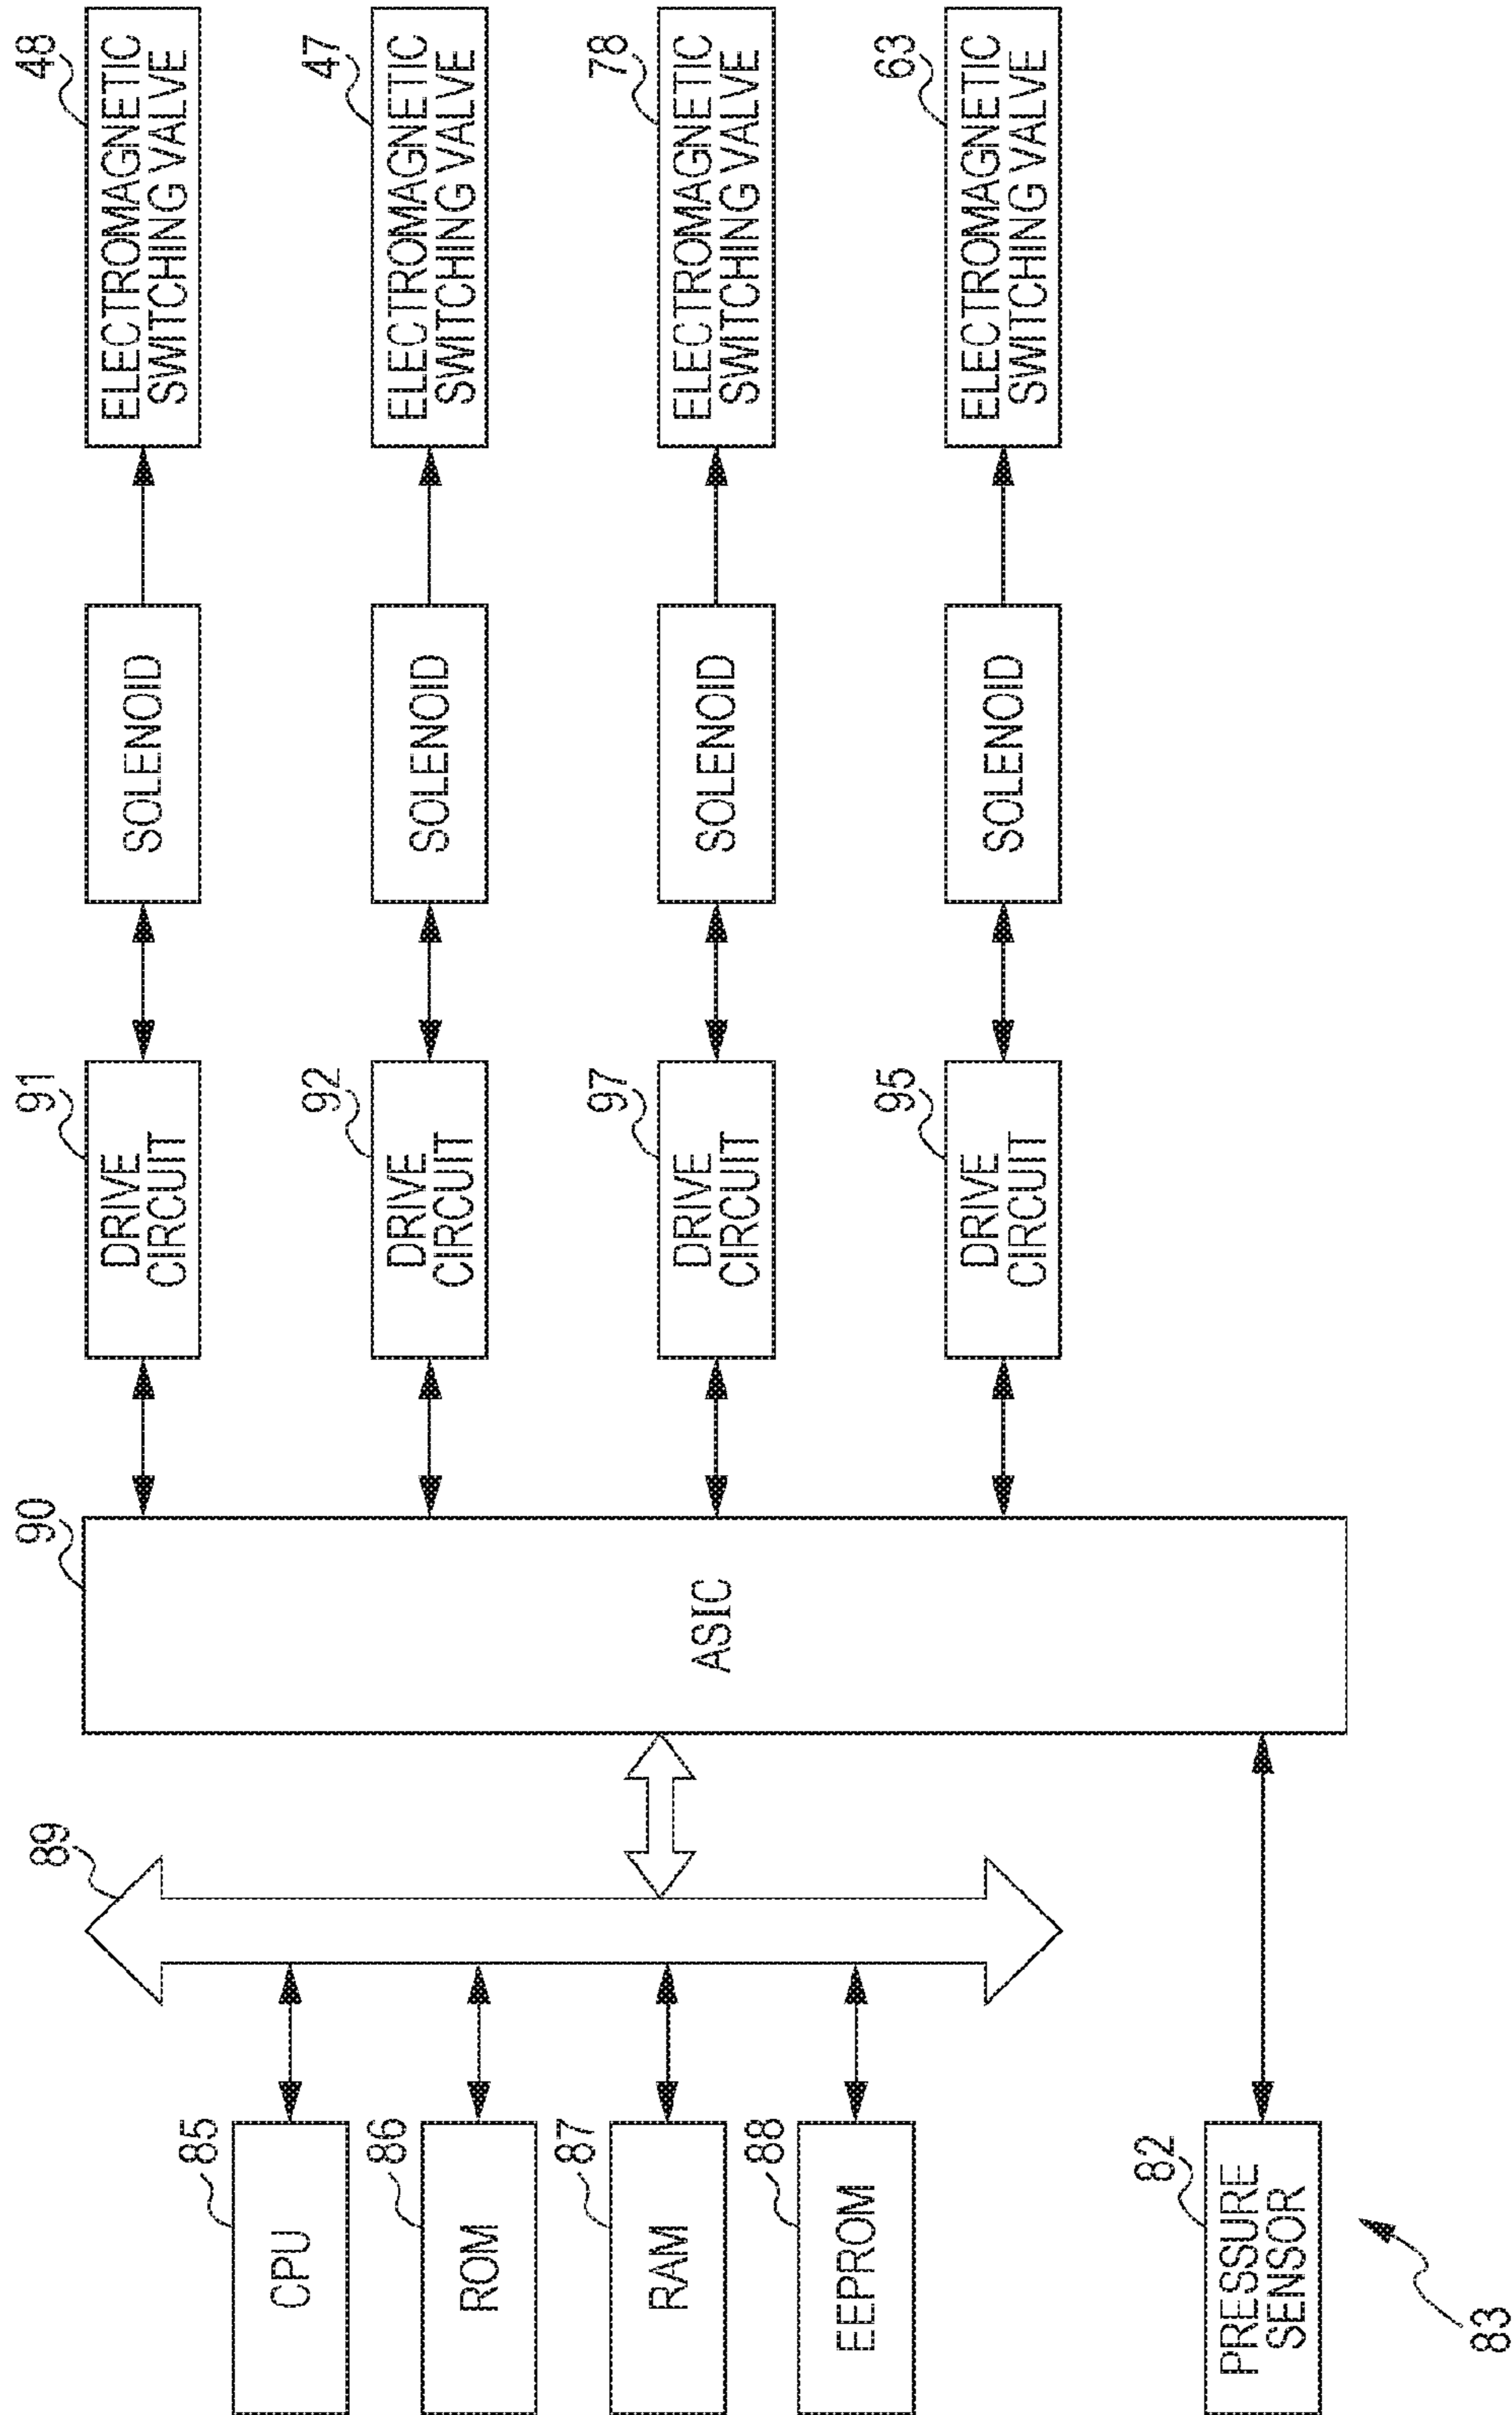 85
CPU
86
ROM
87
RAM
88
EEPROM
82
PRESSURE
SENSOR
83
89
90
ASIC
91
DRIVE
CIRCUIT
SOLENOID
48
ELECTROMAGNETIC
SWITCHING VALVE
92
DRIVE
CIRCUIT
SOLENOID
47
ELECTROMAGNETIC
SWITCHING VALVE
97
DRIVE
CIRCUIT
SOLENOID
78
ELECTROMAGNETIC
SWITCHING VALVE
95
DRIVE
CIRCUIT
SOLENOID
63
ELECTROMAGNETIC
SWITCHING VALVE